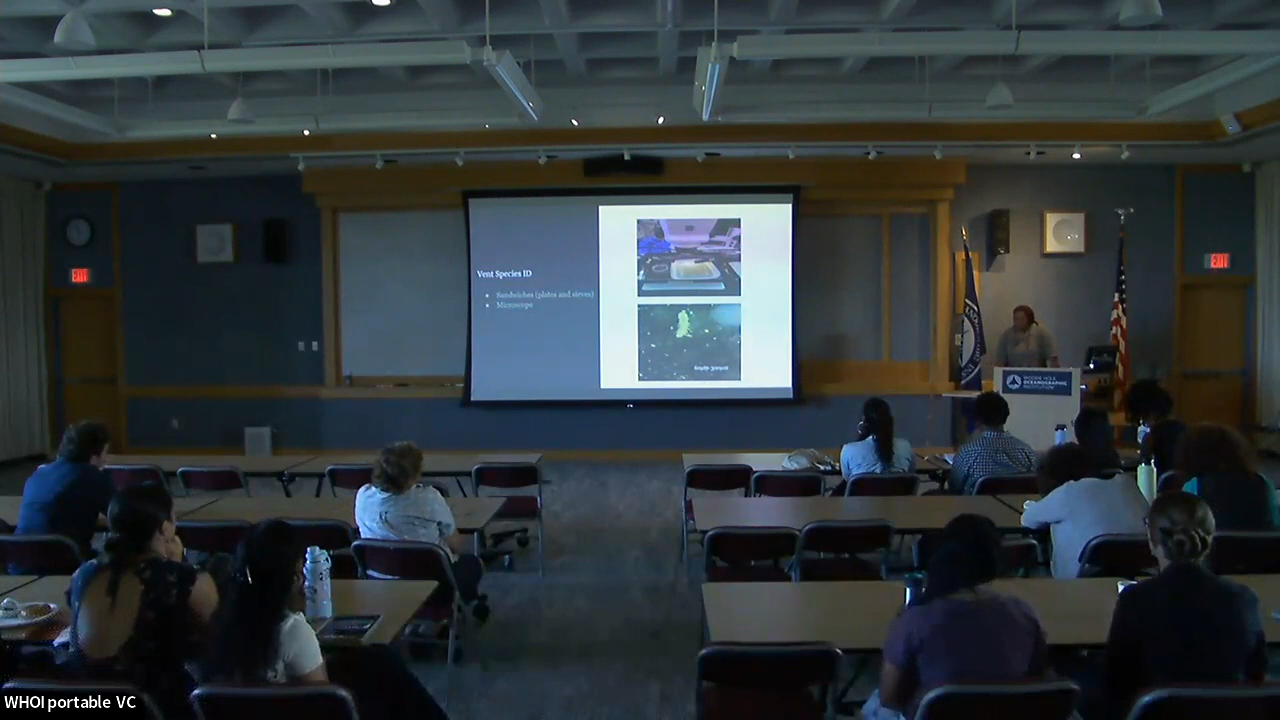 EXIT
Vent Species ID
Sandwiches (plates and sieves)
Microscope
EXIT
WOODS HOLE
OCEANOGRAPHIC
INSTITUTION
WHOI portable VC